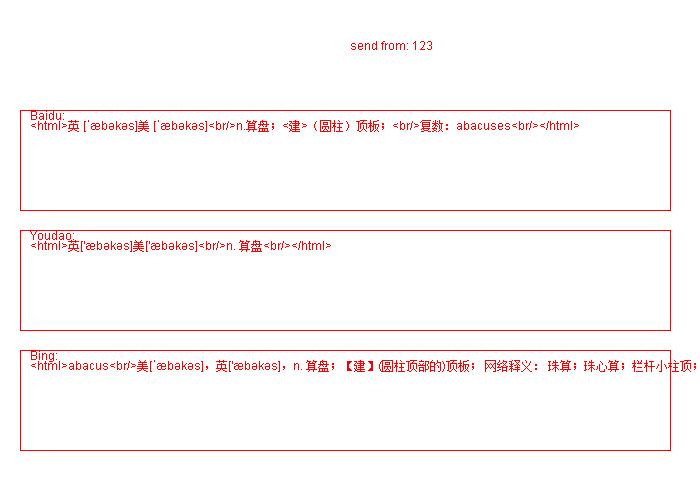 send from: 123
Baidu:
<html>英 [ˈæbəkəs]美 [ˈæbəkəs]<br/>n.算盘；<建>（圆柱）顶板；<br/>复数：abacuses<br/></html>
Youdao:
<html>英['æbəkəs]美['æbəkəs]<br/>n. 算盘<br/></html>
Bing:
<html>abacus<br/>美[ˈæbəkəs]，英['æbəkəs]，n. 算盘；【建】(圆柱顶部的)顶板； 网络释义： 珠算；珠心算；栏杆小柱顶；